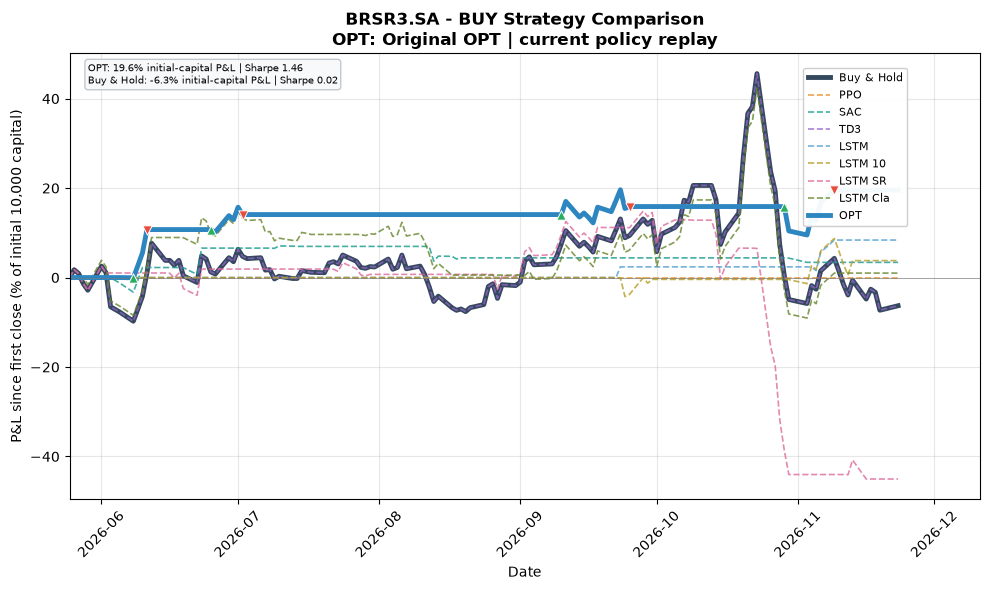 BRSR3.SA - BUY Strategy Comparison
OPT: Original OPT | current policy replay
OPT: 19.6% initial-capital P&L | Sharpe 1.46
Buy & Hold: -6.3% initial-capital P&L | Sharpe 0.02
Buy & Hold
PPO
SAC
TD3
LSTM
LSTM 10
LSTM SR
LSTM Cla
OPT
P&L since first close (% of initial 10,000 capital)
40
20
0
−20
−40
2026-06
2026-07
2026-08
2026-09
2026-10
2026-11
2026-12
Date